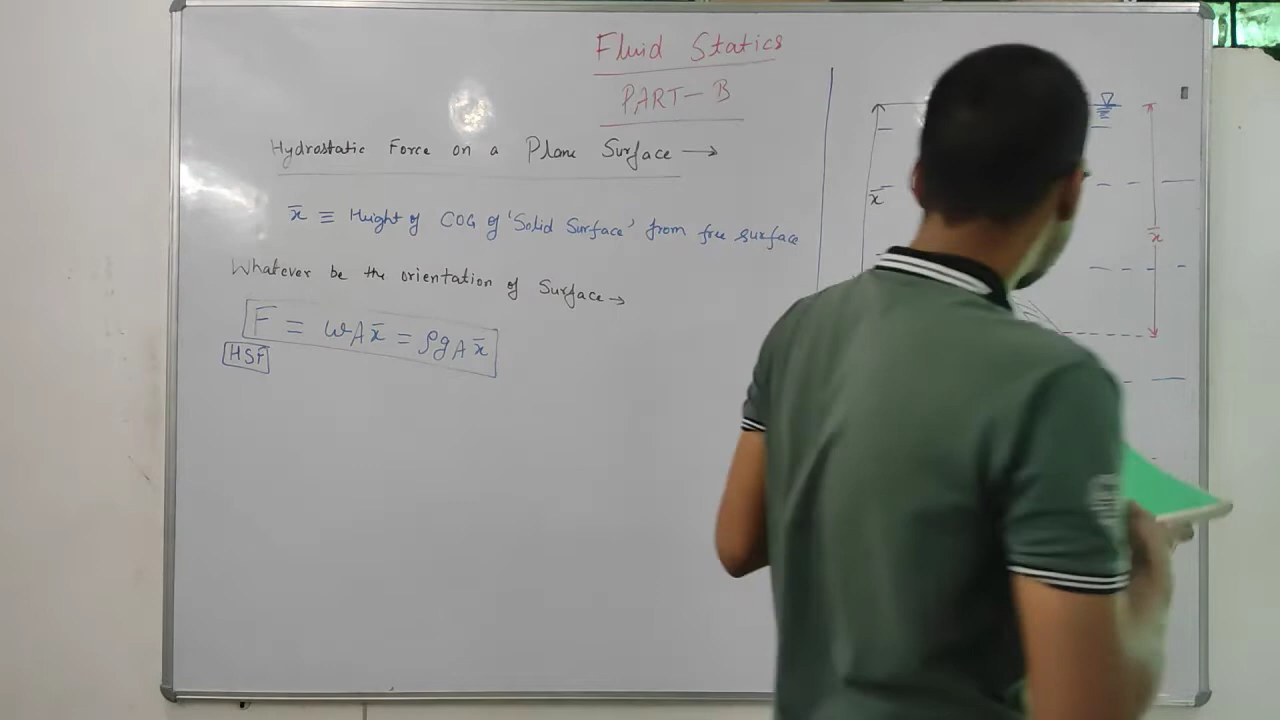 Fluid Statics
PART-B
Hydrostatic Force on a Plane Surface →
x̄ ≡ Height of COG of 'Solid Surface' from free surface
Whatever be the orientation of Surface →
F = wAx̄ = ρgAx̄
HSF
x̄
x̄